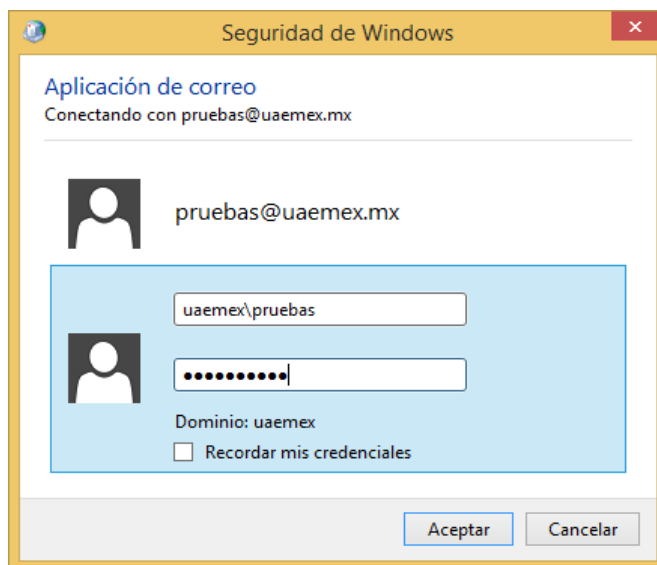 Seguridad de Windows
Aplicación de correo
Conectando con pruebas@uaemex.mx
pruebas@uaemex.mx
uaemex\pruebas
●●●●●●●●●●
Dominio: uaemex
Recordar mis credenciales
Aceptar
Cancelar